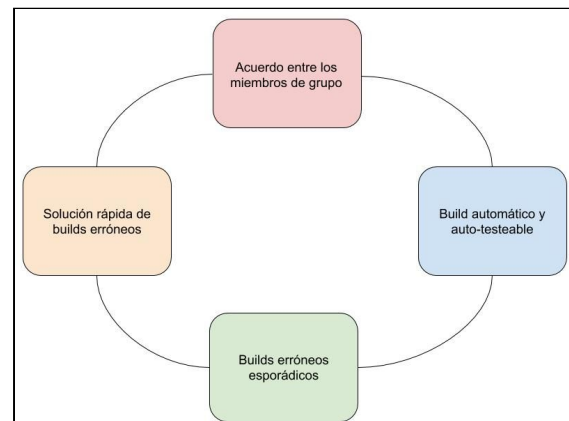 Acuerdo entre los
miembros de grupo
Solución rápida de
builds erróneos
Build automático y
auto-testeable
Builds erróneos
esporádicos